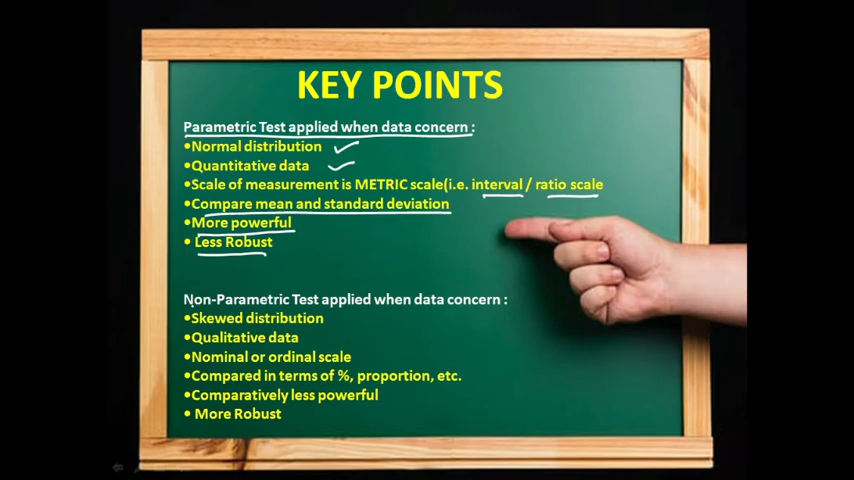 KEY POINTS
Parametric Test applied when data concern :
•Normal distribution
•Quantitative data
•Scale of measurement is METRIC scale(i.e. interval / ratio scale
•Compare mean and standard deviation
•More powerful
• Less Robust
Non-Parametric Test applied when data concern :
•Skewed distribution
•Qualitative data
•Nominal or ordinal scale
•Compared in terms of %, proportion, etc.
•Comparatively less powerful
• More Robust